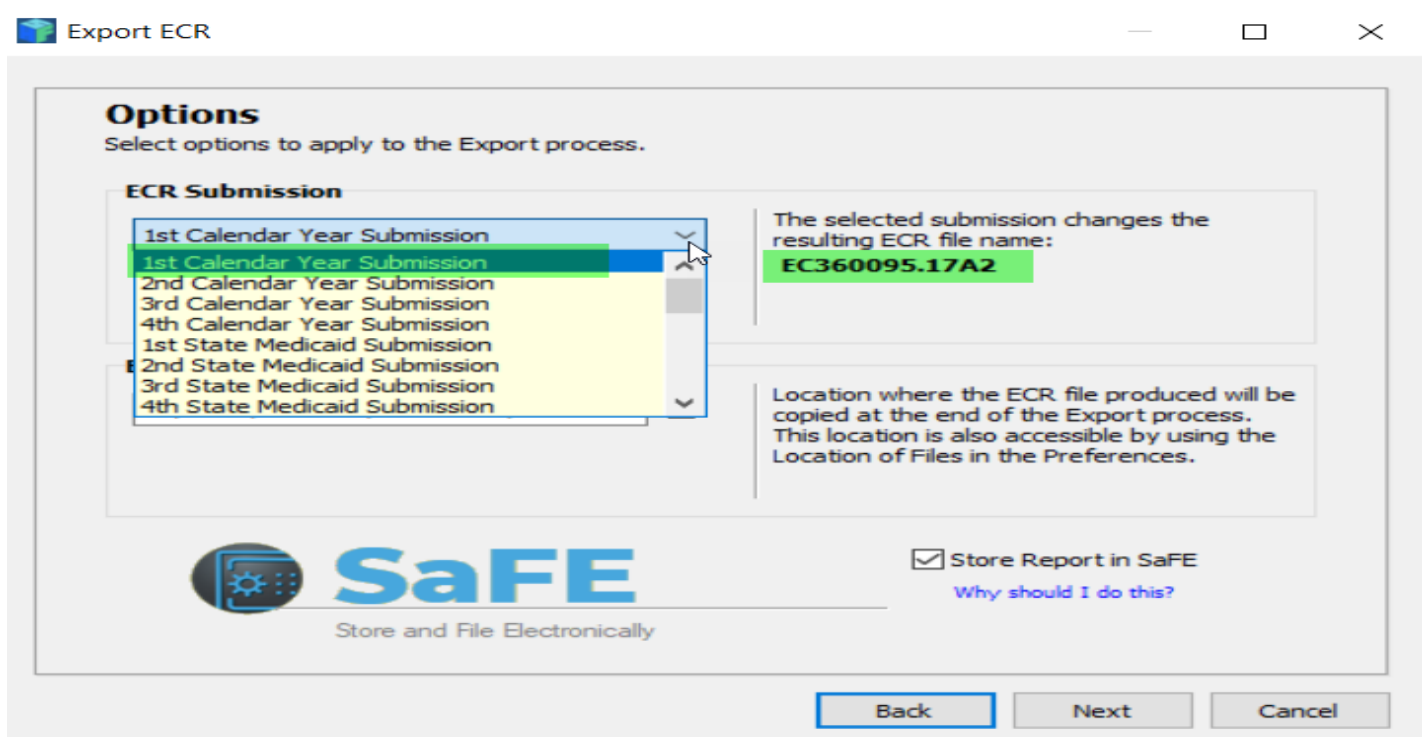 Export ECR
Options
Select options to apply to the Export process.
ECR Submission
1st Calendar Year Submission
1st Calendar Year Submission
2nd Calendar Year Submission
3rd Calendar Year Submission
4th Calendar Year Submission
1st State Medicaid Submission
2nd State Medicaid Submission
3rd State Medicaid Submission
4th State Medicaid Submission
The selected submission changes the
resulting ECR file name:
EC360095.17A2
Location where the ECR file produced will be
copied at the end of the Export process.
This location is also accessible by using the
Location of Files in the Preferences.
SaFE
Store and File Electronically
Store Report in SaFE
Why should I do this?
Back
Next
Cancel